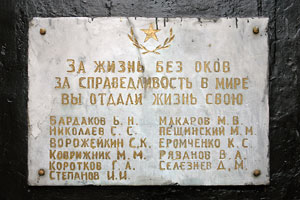 ЗА ЖИЗНЬ БЕЗ ОКОВ
ЗА СПРАВЕДЛИВОСТЬ В МИРЕ
ВЫ ОТДАЛИ ЖИЗНЬ СВОЮ
БАРДАКОВ Б. Н. МАКАРОВ М. В.
НИКОЛАЕВ С. С. ПЕЩИНСКИЙ М. М.
ВОРОЖЕЙКИН С. К. ЕРОМЧЕНКО К. С.
КОВРИЖНИК М. М. РЯЗАНОВ В. А.
КОРОТКОВ Г. А. СЕЛЕЗНЕВ Д. М.
СТЕПАНОВ И. И.